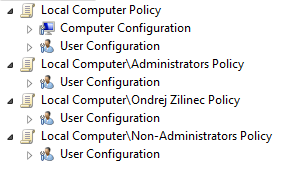 Local Computer Policy
Computer Configuration
User Configuration
Local Computer\Administrators Policy
User Configuration
Local Computer\Ondrej Zilinec Policy
User Configuration
Local Computer\Non-Administrators Policy
User Configuration